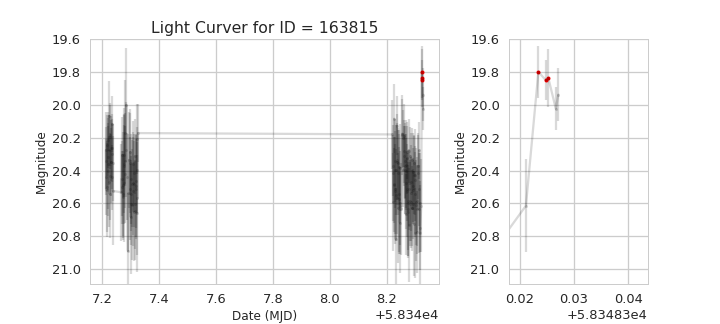 Light Curver for ID = 163815
19.6
19.8
20.0
20.2
20.4
20.6
20.8
21.0
Magnitude
7.2 7.4 7.6 7.8 8.0 8.2
Date (MJD)
+5.834e4
19.6
19.8
20.0
20.2
20.4
20.6
20.8
21.0
Magnitude
0.02 0.03 0.04
+5.83483e4